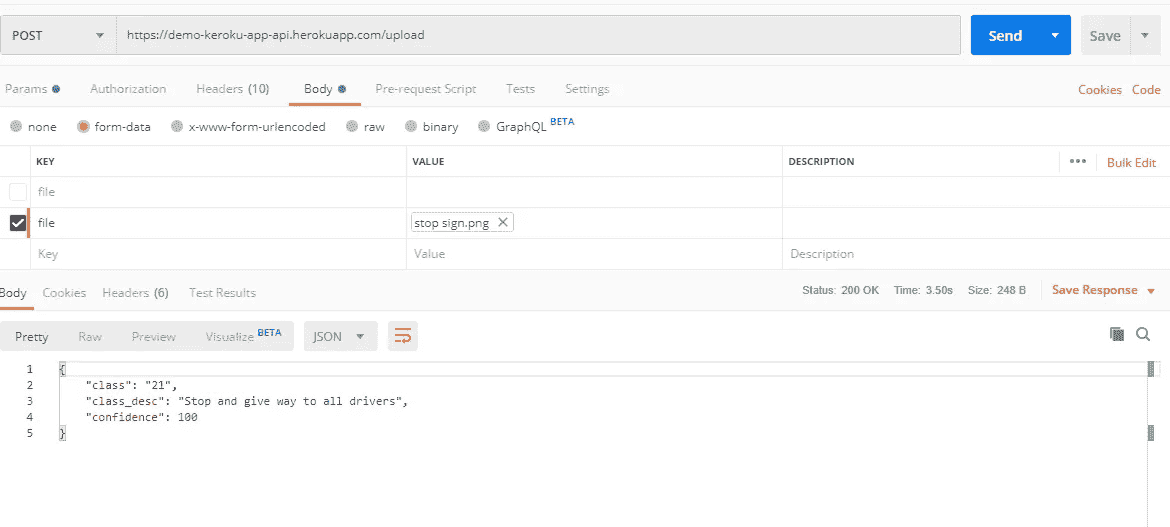 POST https://demo-keroku-app-api.herokuapp.com/upload Send Save
Params Authorization Headers (10) Body Pre-request Script Tests Settings Cookies Code
none form-data x-www-form-urlencoded raw binary GraphQL BETA
KEY VALUE DESCRIPTION ••• Bulk Edit
file
file stop sign.png
Key Value Description
Body Cookies Headers (6) Test Results Status: 200 OK Time: 3.50s Size: 248 B Save Response
Pretty Raw Preview Visualize BETA JSON
1 {
2 "class": "21",
3 "class_desc": "Stop and give way to all drivers",
4 "confidence": 100
5 }